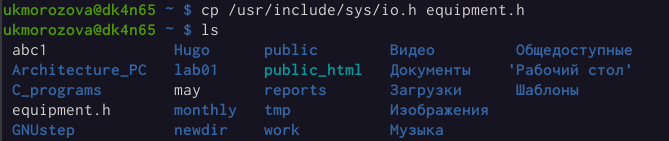 ukmorozova@dk4n65 ~ $ cp /usr/include/sys/io.h equipment.h
ukmorozova@dk4n65 ~ $ ls
abc1 Hugo public Видео Общедоступные
Architecture_PC lab01 public_html Документы 'Рабочий стол'
C_programs may reports Загрузки Шаблоны
equipment.h monthly tmp Изображения
GNUstep newdir work Музыка